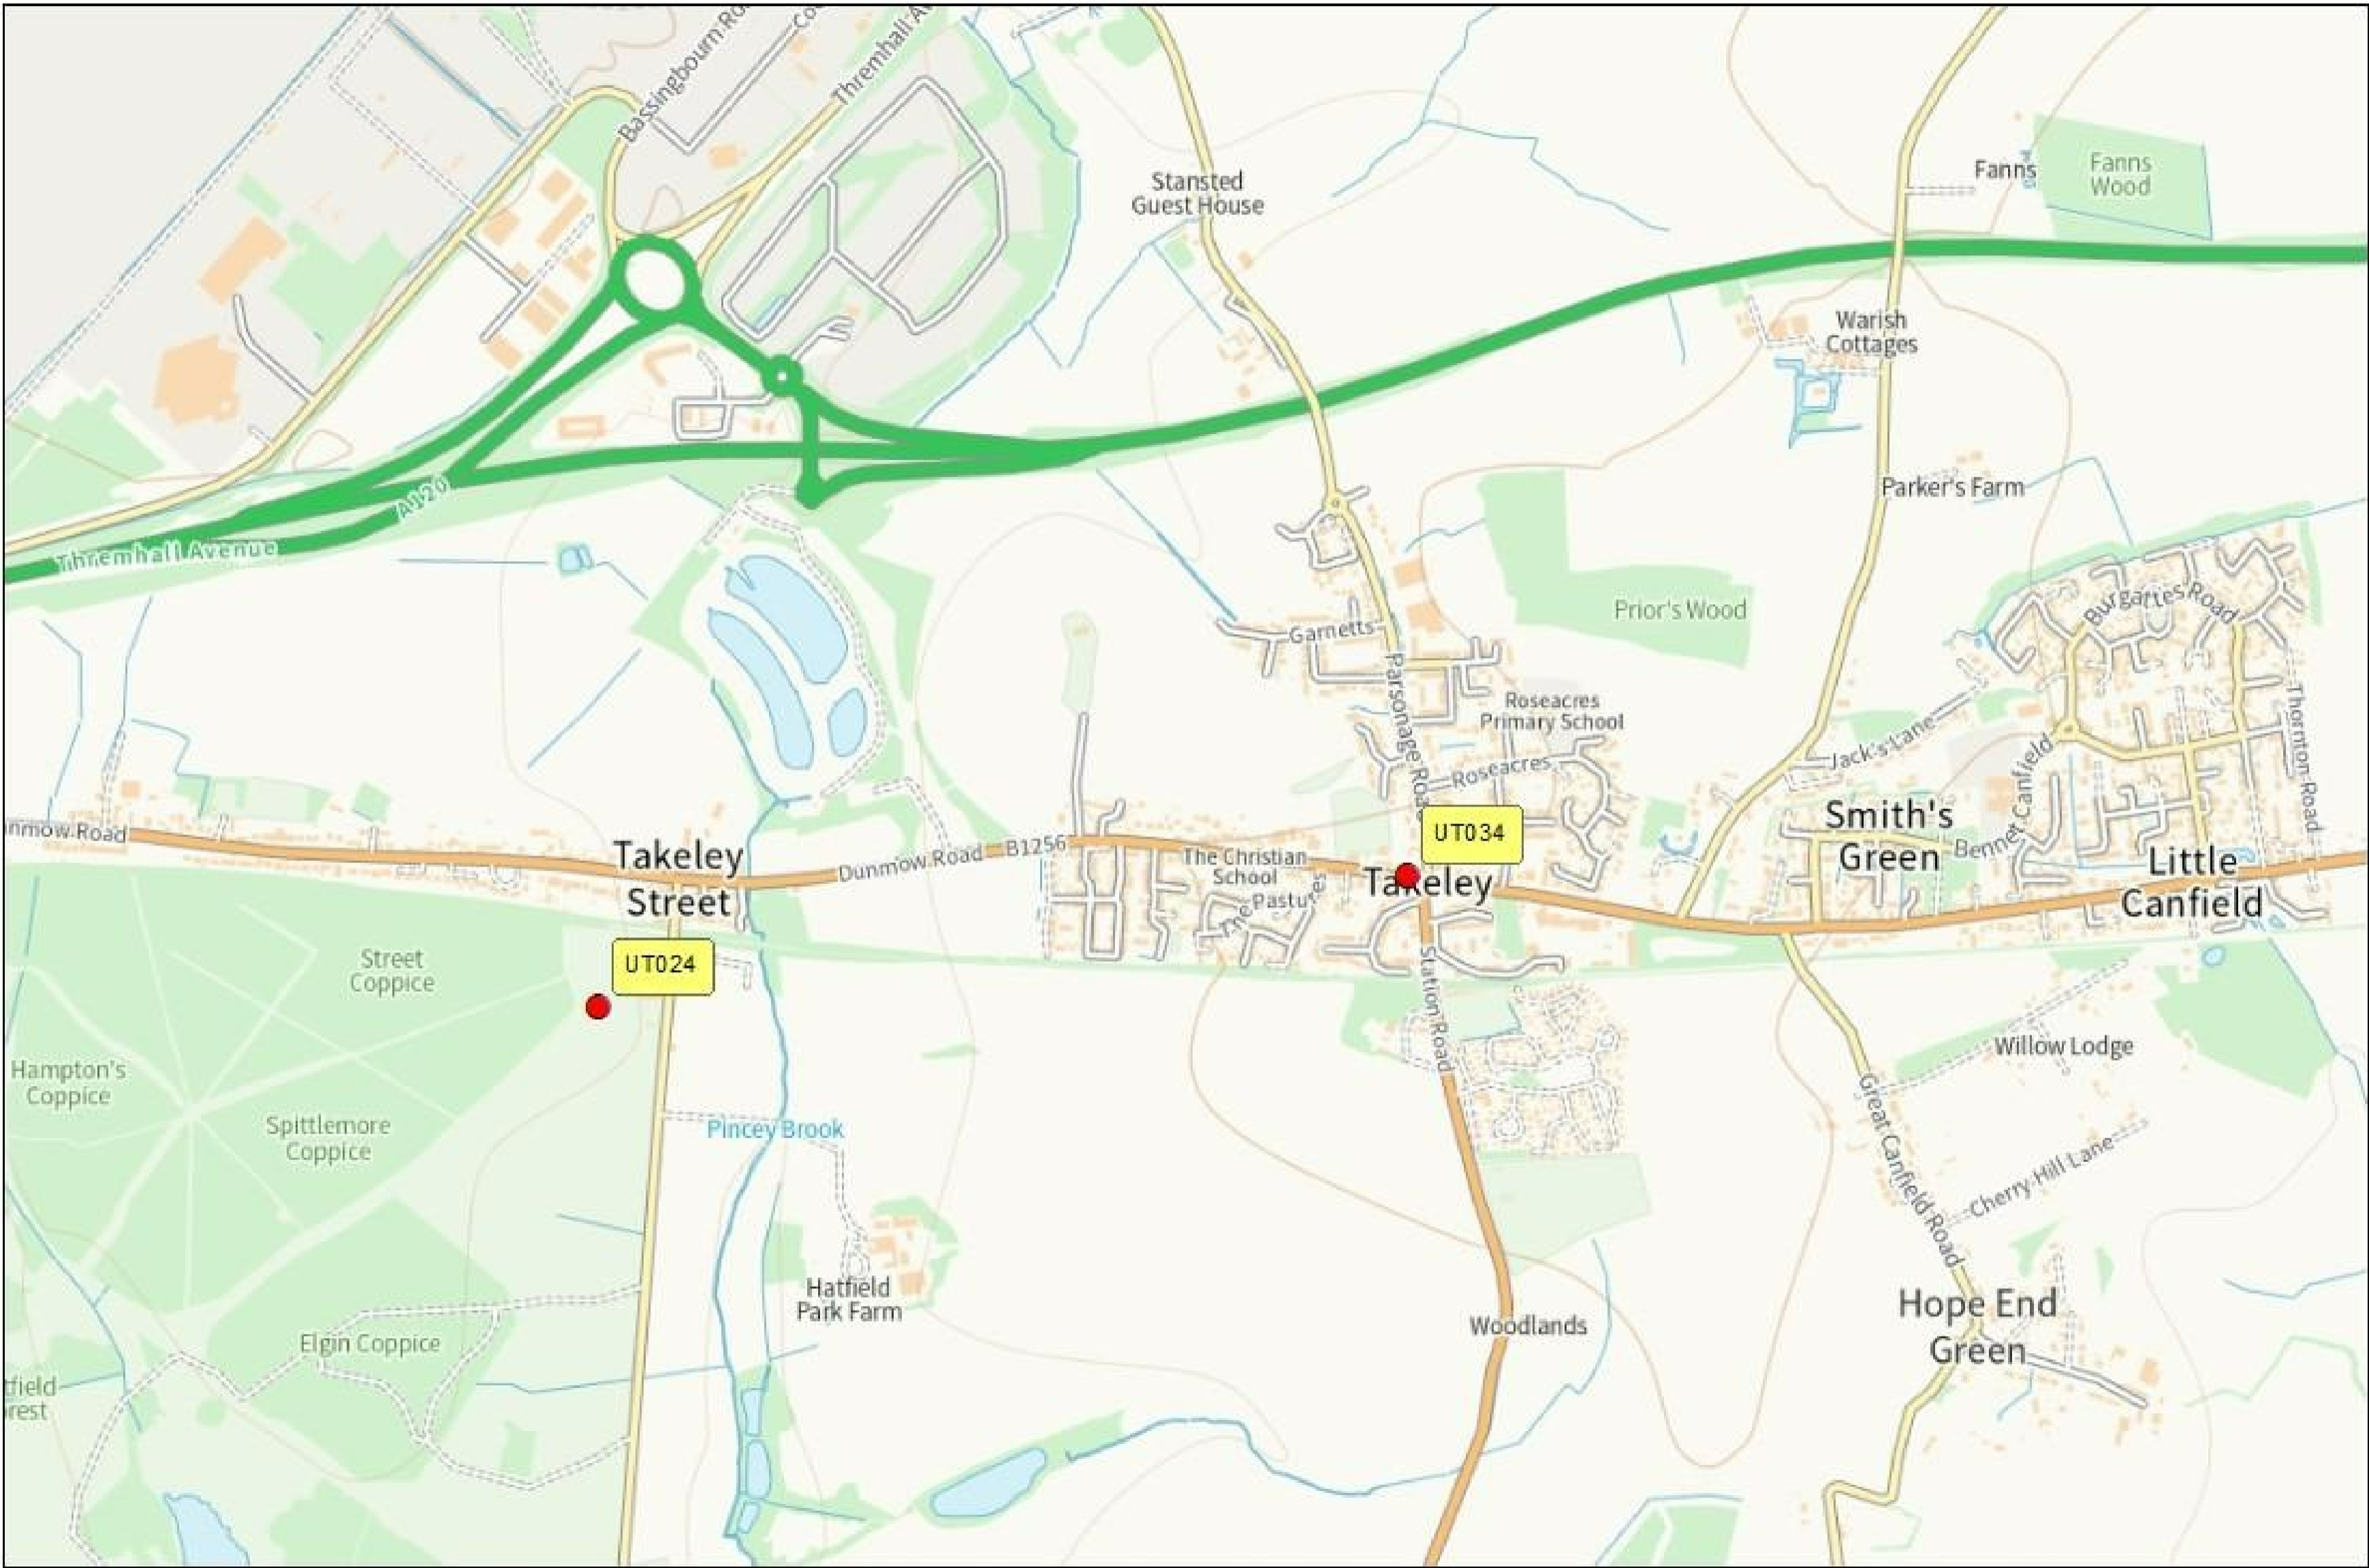 Bassingbourn Ro
Cou
Thremhall Av
Stansted
Guest House
Fanns
Fanns
Wood
Warish
Cottages
A120
Parker's Farm
Thremhall Avenue
Prior's Wood
Burgattes Road
Garnetts
Parsonage Road
Roseacres
Primary School
Thornton Road
Jack's Lane
Roseacres
Bennet Canfield
Smith's
Green
UT034
nmow Road
Takeley
Street
Dunmow Road
B1256
The Christian
School
The Pastures
Takeley
Little
Canfield
UT024
Street
Coppice
Station Road
Willow Lodge
Hampton's
Coppice
Spittlemore
Coppice
Pincey Brook
Great Canfield Road
Cherry Hill Lane
Hatfield
Park Farm
Elgin Coppice
Woodlands
Hope End
Green
tfield
rest